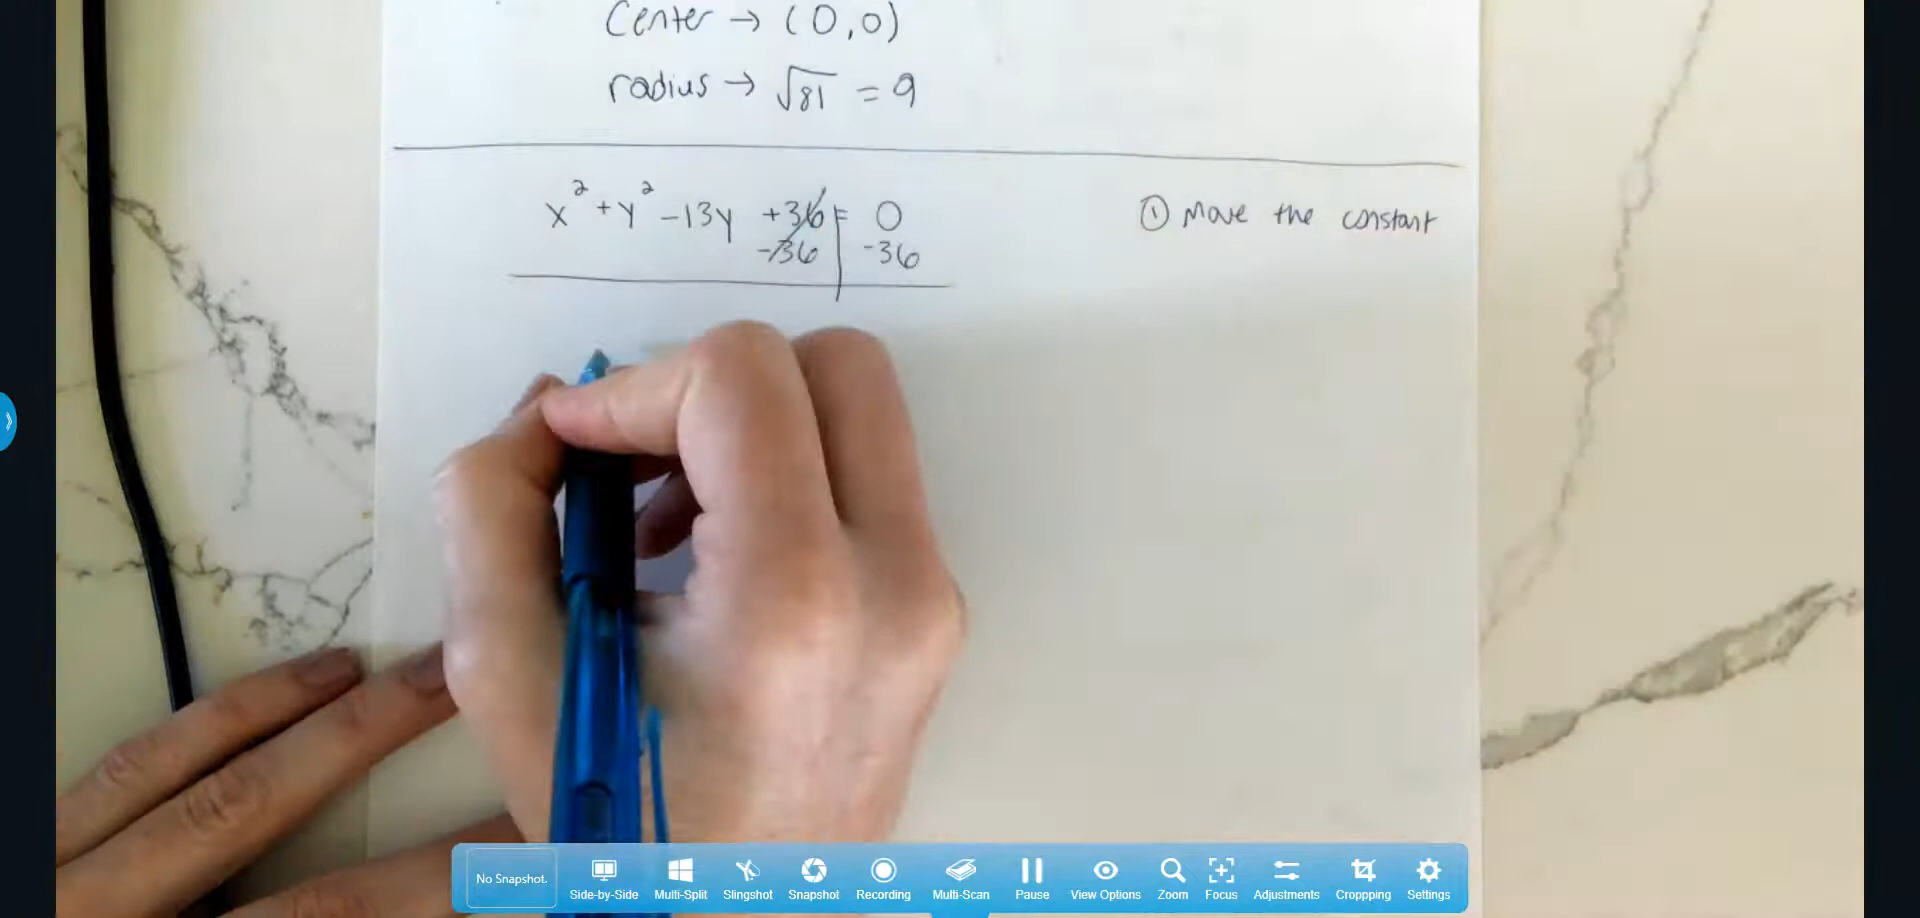 Center → (0,0)
radius → √81 = 9
x² + y² - 13y + 36 = 0
-36 -36
① Move the constant
No Snapshot.
Side-by-Side Multi-Split Slingshot Snapshot Recording Multi-Scan Pause View Options Zoom Focus Adjustments Croppping Settings